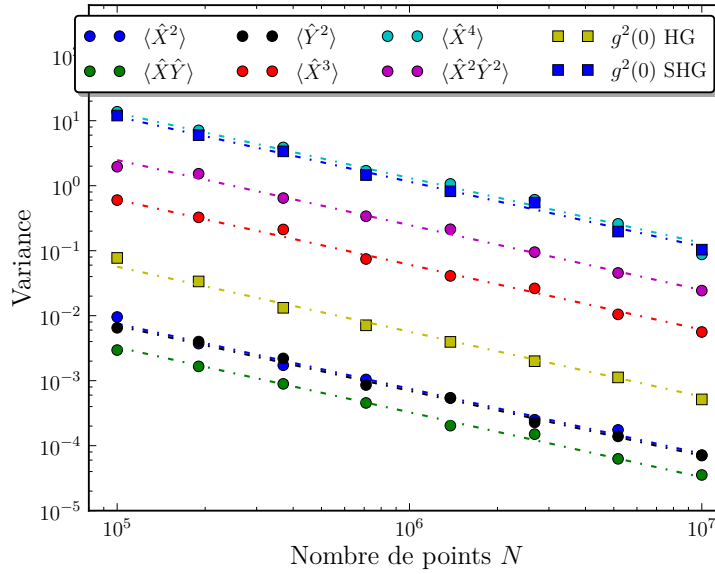 ⟨X̂²⟩ ⟨Ŷ²⟩ ⟨X̂⁴⟩ g²(0) HG
⟨X̂Ŷ⟩ ⟨X̂³⟩ ⟨X̂²Ŷ²⟩ g²(0) SHG
10¹
10⁰
10⁻¹
10⁻²
10⁻³
10⁻⁴
10⁻⁵
Variance
10⁵ 10⁶ 10⁷
Nombre de points N